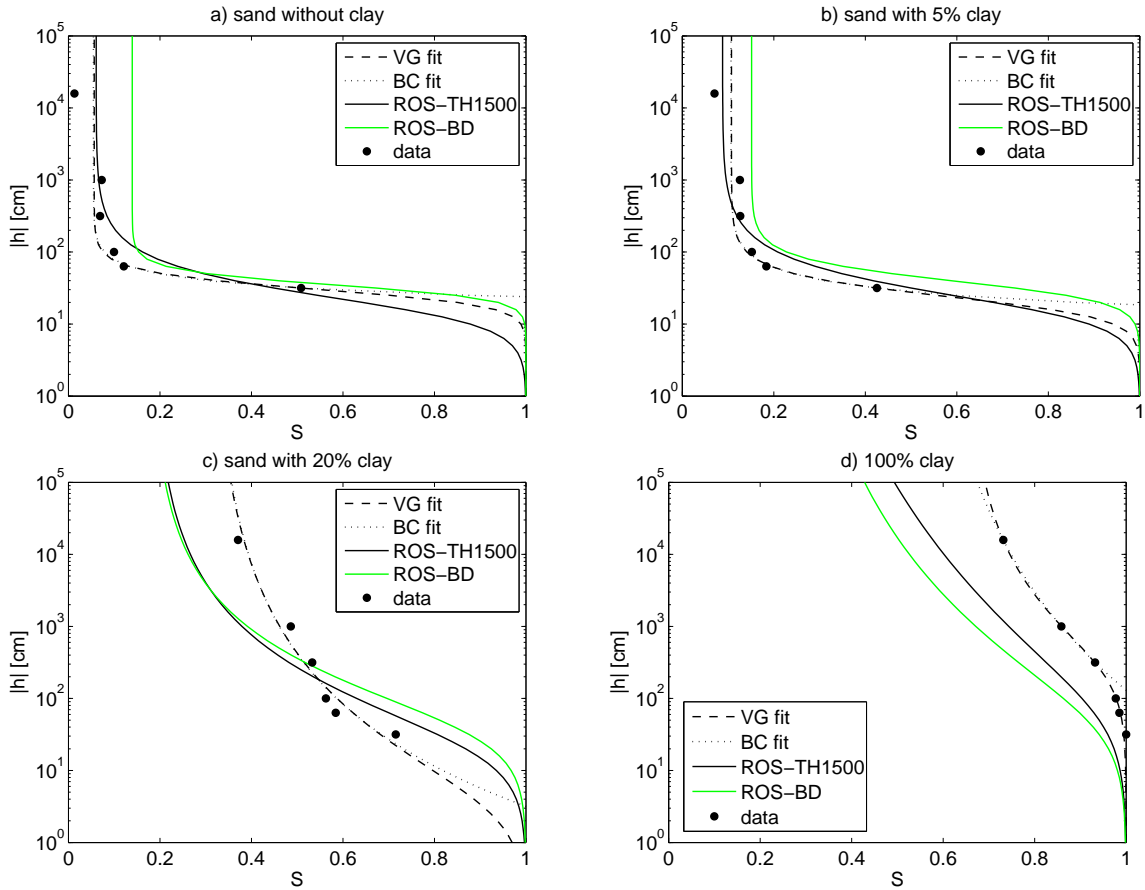 a) sand without clay
10^5
10^4
10^3
10^2
10^1
10^0
|h| [cm]
0 0.2 0.4 0.6 0.8 1
S
VG fit
BC fit
ROS−TH1500
ROS−BD
data
b) sand with 5% clay
10^5
10^4
10^3
10^2
10^1
10^0
|h| [cm]
0 0.2 0.4 0.6 0.8 1
S
VG fit
BC fit
ROS−TH1500
ROS−BD
data
c) sand with 20% clay
10^5
10^4
10^3
10^2
10^1
10^0
|h| [cm]
0 0.2 0.4 0.6 0.8 1
S
VG fit
BC fit
ROS−TH1500
ROS−BD
data
d) 100% clay
10^5
10^4
10^3
10^2
10^1
10^0
|h| [cm]
0 0.2 0.4 0.6 0.8 1
S
VG fit
BC fit
ROS−TH1500
ROS−BD
data